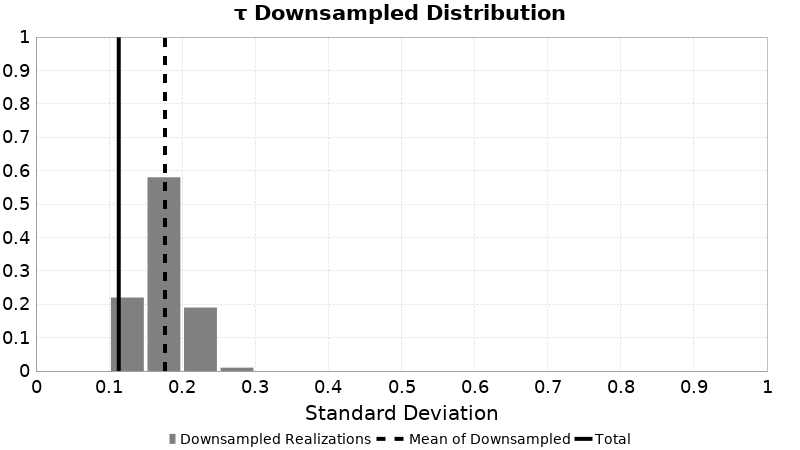 τ Downsampled Distribution
1
0.9
0.8
0.7
0.6
0.5
0.4
0.3
0.2
0.1
0
0 0.1 0.2 0.3 0.4 0.5 0.6 0.7 0.8 0.9 1
Standard Deviation
Downsampled Realizations Mean of Downsampled Total